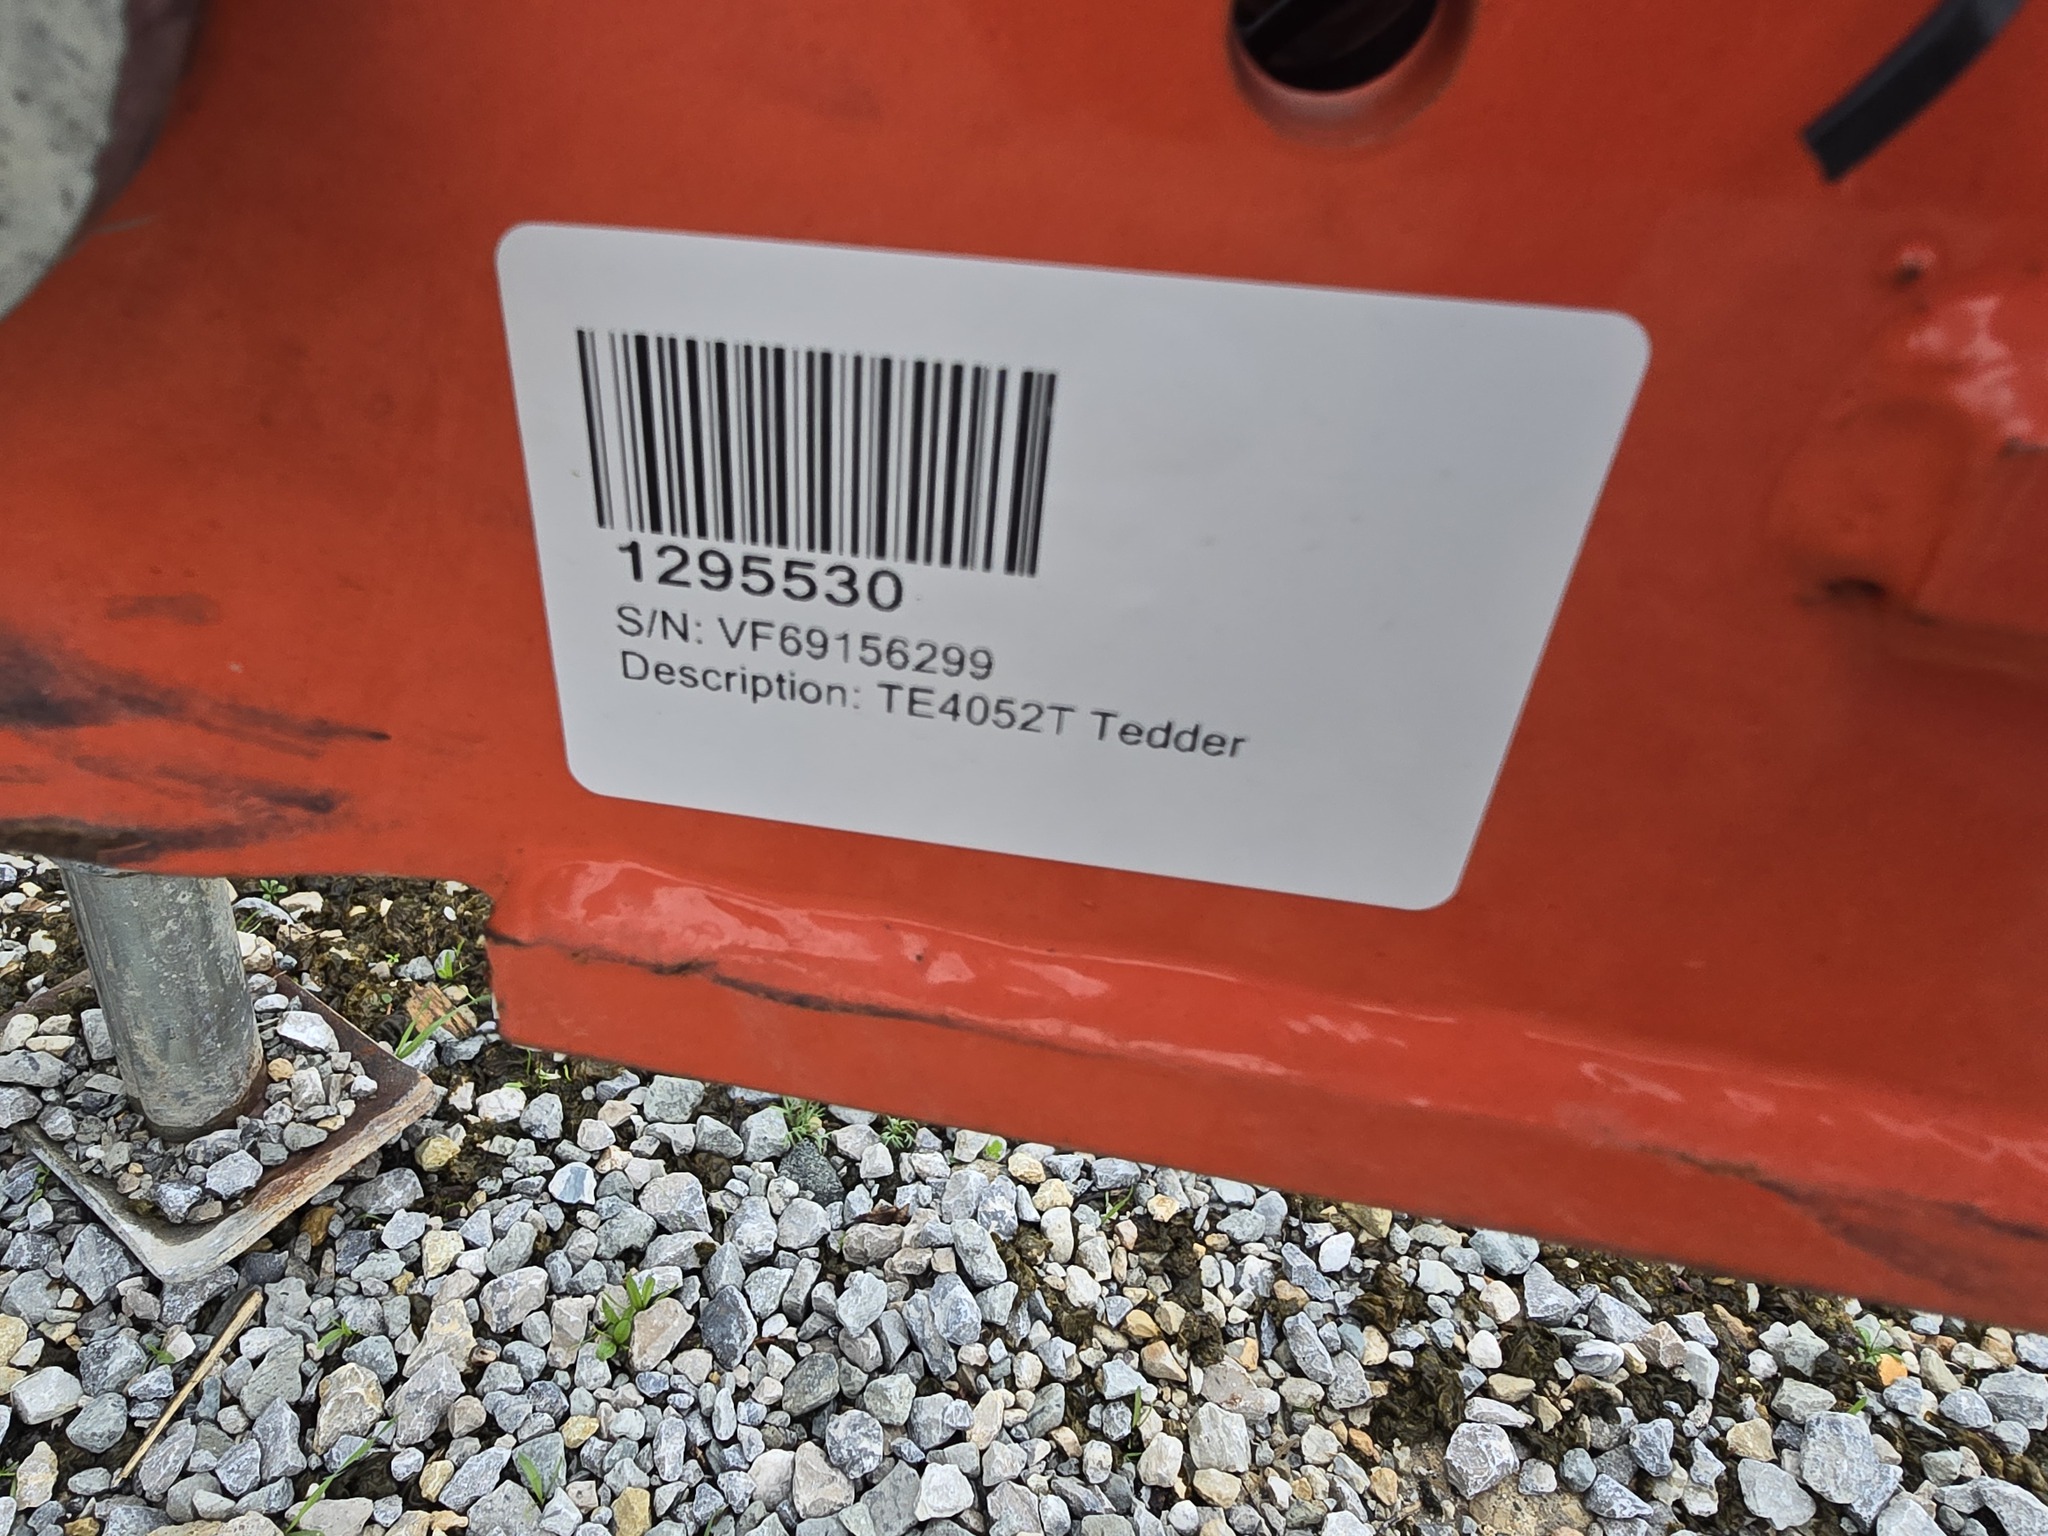 1295530
S/N: VF69156299
Description: TE4052T Tedder